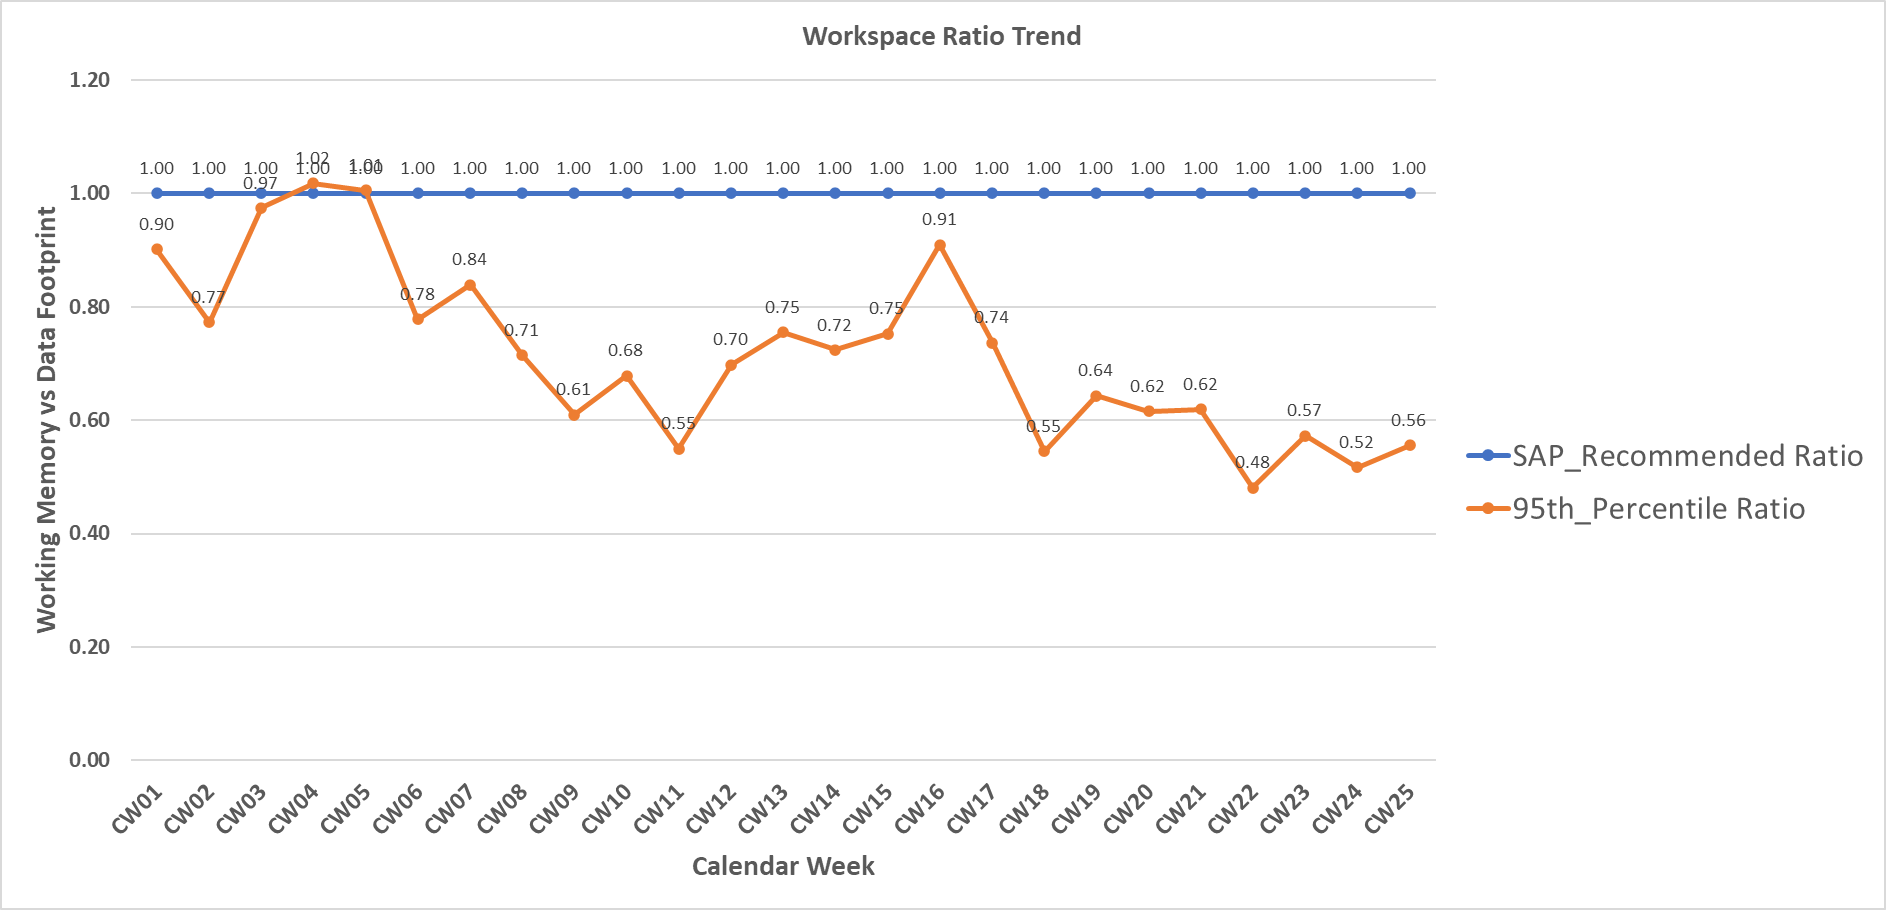 Workspace Ratio Trend
Working Memory vs Data Footprint
1.20
1.00
0.80
0.60
0.40
0.20
0.00
1.00 1.00 1.00 1.00 1.00 1.00 1.00 1.00 1.00 1.00 1.00 1.00 1.00 1.00 1.00 1.00 1.00 1.00 1.00 1.00 1.00 1.00 1.00 1.00 1.00
0.90 0.77 0.97 1.02 1.01 0.78 0.84 0.71 0.61 0.68 0.55 0.70 0.75 0.72 0.75 0.91 0.74 0.55 0.64 0.62 0.62 0.48 0.57 0.52 0.56
CW01 CW02 CW03 CW04 CW05 CW06 CW07 CW08 CW09 CW10 CW11 CW12 CW13 CW14 CW15 CW16 CW17 CW18 CW19 CW20 CW21 CW22 CW23 CW24 CW25
Calendar Week
SAP_Recommended Ratio
95th_Percentile Ratio